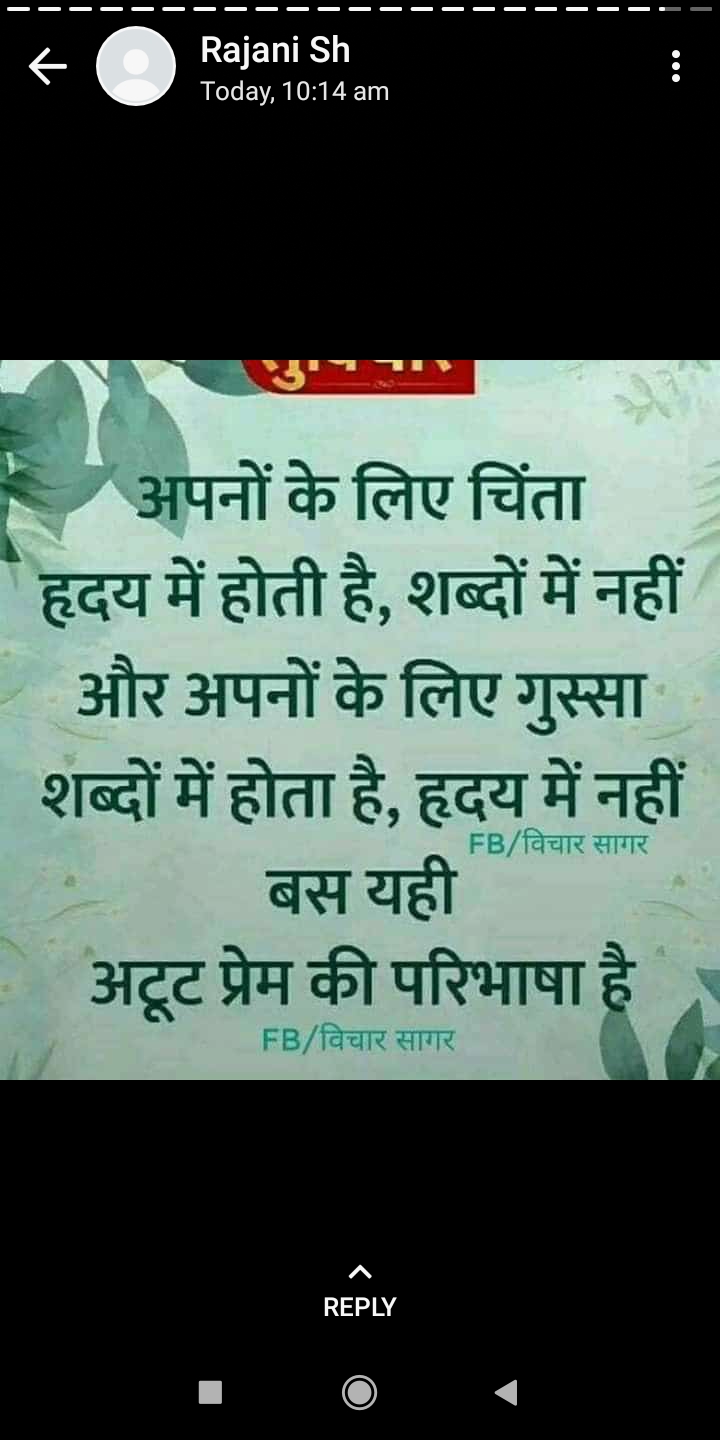 Rajani Sh
Today, 10:14 am
अपनों के लिए चिंता
हृदय में होती है, शब्दों में नहीं
और अपनों के लिए गुस्सा
शब्दों में होता है, हृदय में नहीं
FB/विचार सागर
बस यही
अटूट प्रेम की परिभाषा है
FB/विचार सागर
REPLY